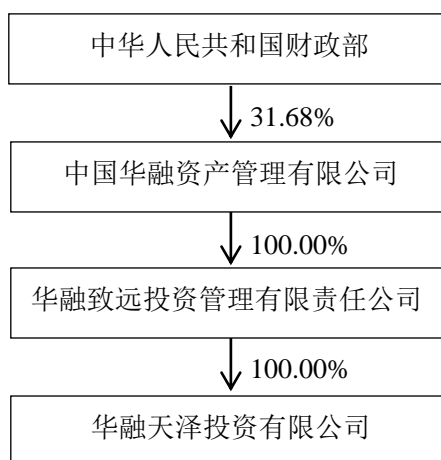 中华人民共和国财政部
31.68%
中国华融资产管理有限公司
100.00%
华融致远投资管理有限责任公司
100.00%
华融天泽投资有限公司